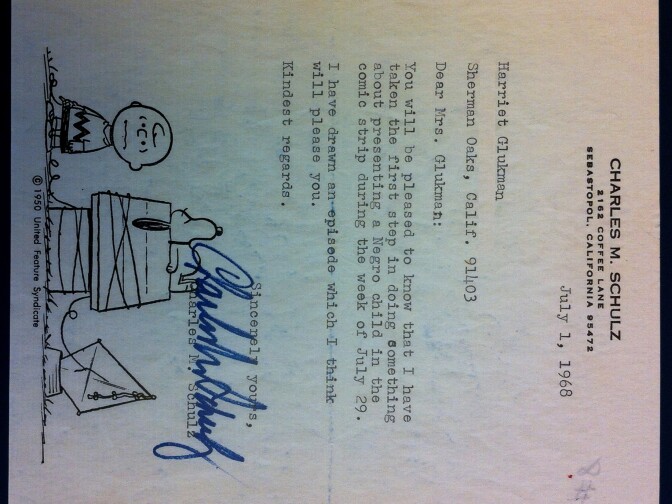 CHARLES M. SCHULZ
2162 COFFEE LANE
SEBASTOPOL, CALIFORNIA 95472
July 1, 1968
Harriet Glukman
Sherman Oaks, Calif. 91403
Dear Mrs. Glukman:
You will be pleased to know that I have
taken the first step in doing something
about presenting a Negro child in the
comic strip during the week of July 29.
I have drawn an episode which I think
will please you.
Kindest regards.
Sincerely yours,
Charles M. Schulz
Charles M. Schulz
© 1950 United Feature Syndicate